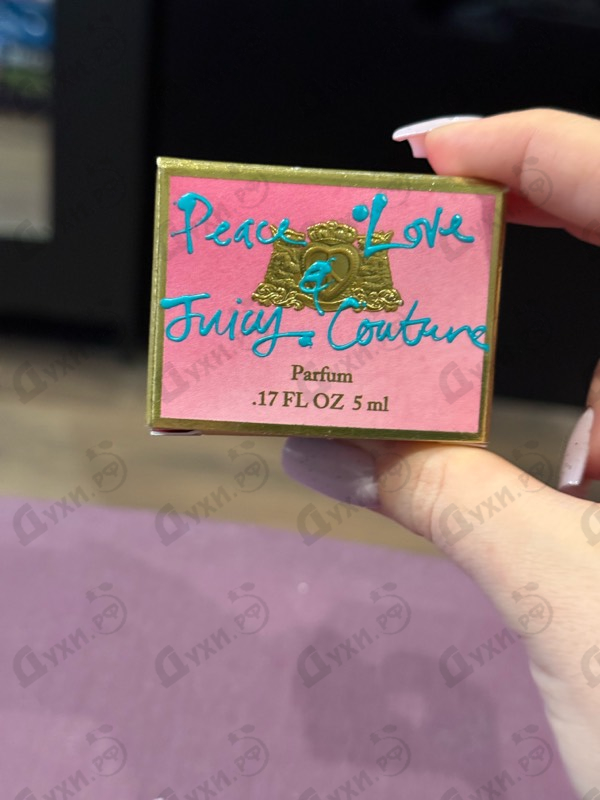 Peace. Love
&
Juicy Couture
Parfum
.17 FL OZ 5 ml
Духи.рф